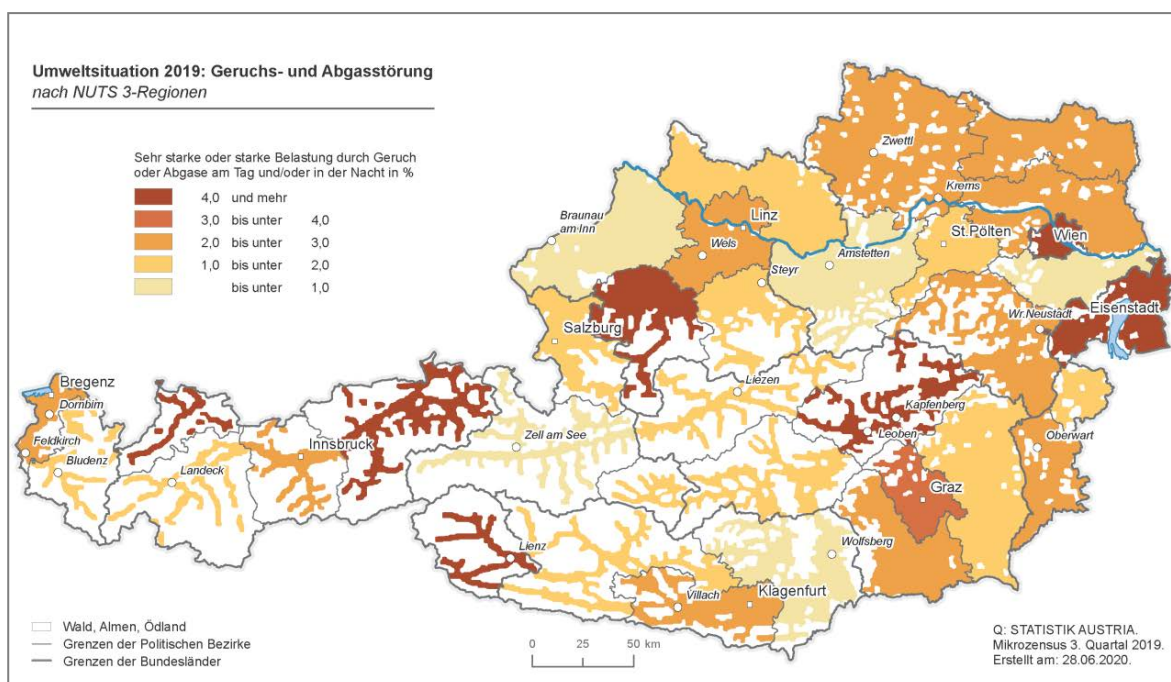 Umweltsituation 2019: Geruchs- und Abgasstörung
nach NUTS 3-Regionen
Sehr starke oder starke Belastung durch Geruch
oder Abgase am Tag und/oder in der Nacht in %
4,0 und mehr
3,0 bis unter 4,0
2,0 bis unter 3,0
1,0 bis unter 2,0
bis unter 1,0
Zwettl
Krems
Braunau
am Inn
Linz
Wels
St.Pölten
Wien
Amstetten
Steyr
Eisenstadt
Wr.Neustadt
Salzburg
Bregenz
Dornbirn
Liezen
Kapfenberg
Leoben
Feldkirch
Bludenz
Innsbruck
Zell am See
Oberwart
Landeck
Graz
Lienz
Wolfsberg
Villach
Klagenfurt
Wald, Almen, Ödland
Grenzen der Politischen Bezirke
Grenzen der Bundesländer
0 25 50 km
Q: STATISTIK AUSTRIA.
Mikrozensus 3. Quartal 2019.
Erstellt am: 28.06.2020.